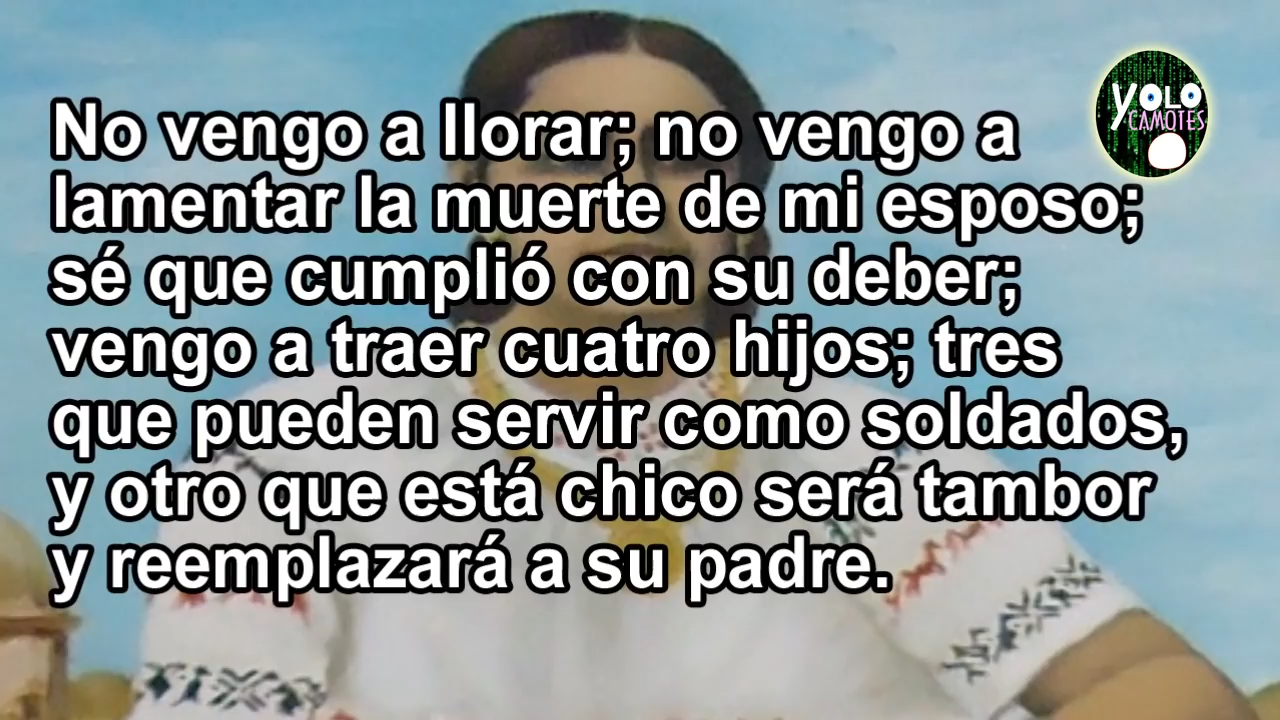 YOLO
CAMOTES
No vengo a llorar; no vengo a
lamentar la muerte de mi esposo;
sé que cumplió con su deber;
vengo a traer cuatro hijos; tres
que pueden servir como soldados,
y otro que está chico será tambor
y reemplazará a su padre.